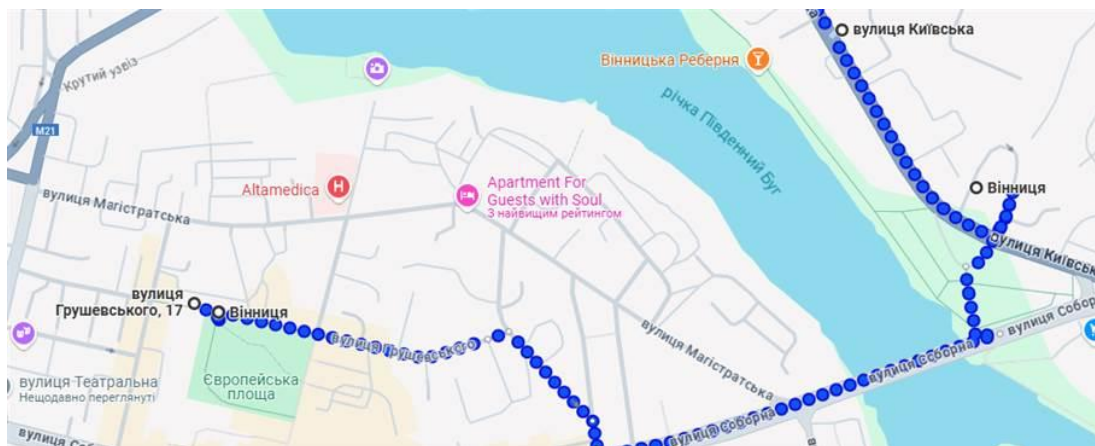 вулиця Київська
Вінницька Реберня
річка Південний Буг
Крутий узвіз
M21
Altamedica
H
Apartment For
Guests with Soul
З найвищим рейтингом
Вінниця
вулиця Магістратська
вулиця Київськ
вулиця
Грушевського, 17
Вінниця
вулиця Грушевського
вулиця Магістратська
вулиця Соборна
вулиця Собор
Європейська
площа
вулиця Театральна
Нещодавно переглянуті
вулиця Соборна